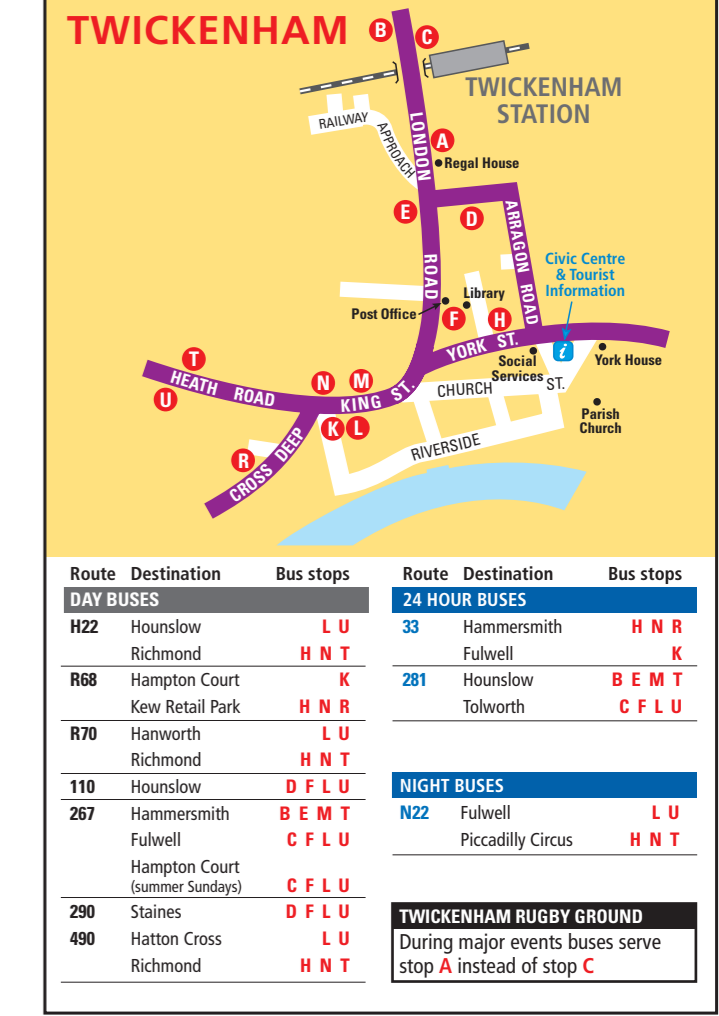 TWICKENHAM
B
C
TWICKENHAM
STATION
RAILWAY
APPROACH
LONDON
A
Regal House
E
D
ROAD
ARRAGON ROAD
Civic Centre
& Tourist
Information
Library
Post Office
F
H
YORK ST.
i
Social
Services
York House
T
HEATH ROAD
U
N
M
KING ST.
CHURCH ST.
Parish
Church
K
L
RIVERSIDE
R
CROSS DEEP
Route Destination Bus stops
DAY BUSES
H22 Hounslow L U
Richmond H N T
R68 Hampton Court K
Kew Retail Park H N R
R70 Hanworth L U
Richmond H N T
110 Hounslow D F L U
267 Hammersmith B E M T
Fulwell C F L U
Hampton Court
(summer Sundays) C F L U
290 Staines D F L U
490 Hatton Cross L U
Richmond H N T
Route Destination Bus stops
24 HOUR BUSES
33 Hammersmith H N R
Fulwell K
281 Hounslow B E M T
Tolworth C F L U
NIGHT BUSES
N22 Fulwell L U
Piccadilly Circus H N T
TWICKENHAM RUGBY GROUND
During major events buses serve
stop A instead of stop C